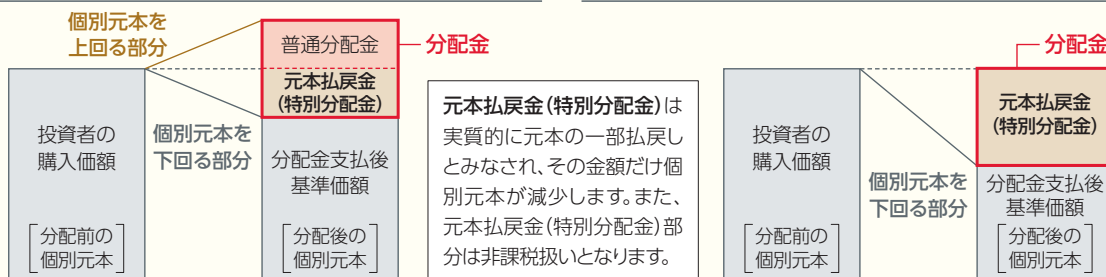 個別元本を
上回る部分
普通分配金
分配金
元本払戻金
(特別分配金)
投資者の
購入価額
個別元本を
下回る部分
分配金支払後
基準価額
分配前の
個別元本
分配後の
個別元本
元本払戻金(特別分配金)は
実質的に元本の一部払戻し
とみなされ、その金額だけ個
別元本が減少します。また、
元本払戻金(特別分配金)部
分は非課税扱いとなります。
分配金
元本払戻金
(特別分配金)
投資者の
購入価額
個別元本を
下回る部分
分配金支払後
基準価額
分配前の
個別元本
分配後の
個別元本